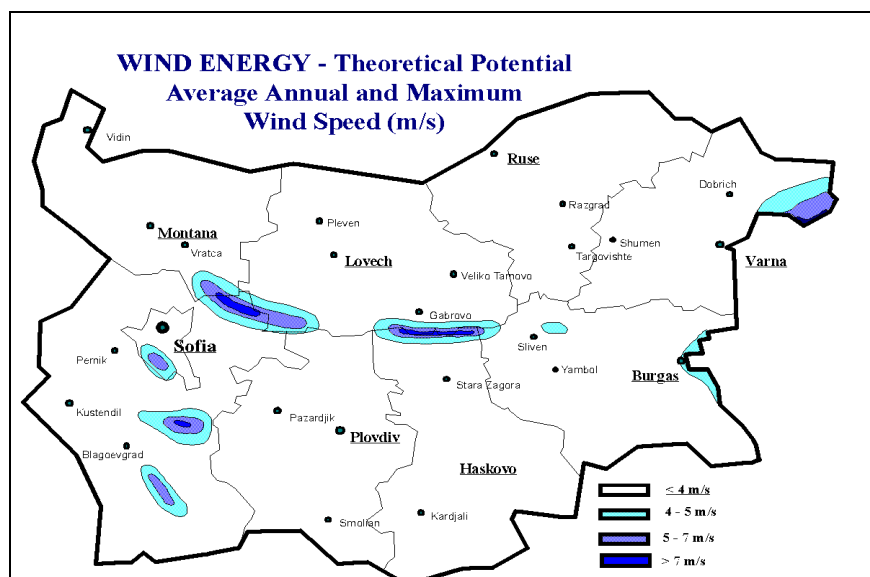 WIND ENERGY - Theoretical Potential
Average Annual and Maximum
Wind Speed (m/s)
Vidin
Ruse
Dobrich
Razgrad
Pleven
Montana
Vratca
Lovech
Shumen
Targovishte
Varna
Veliko Tarnovo
Gabrovo
Sofia
Sliven
Pernik
Yambol
Burgas
Stara Zagora
Kustendil
Pazardjik
Plovdiv
Blagoevgrad
Haskovo
Smolian
Kardjali
< 4 m/s
4 - 5 m/s
5 - 7 m/s
> 7 m/s